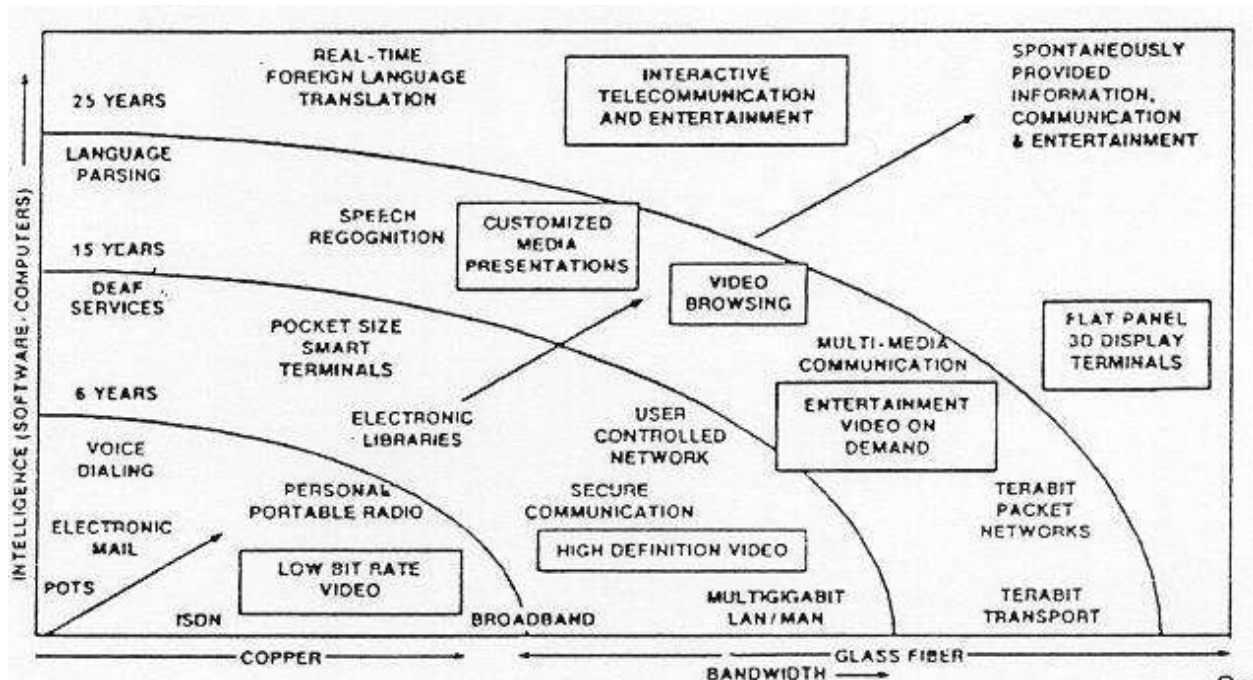 REAL-TIME
FOREIGN LANGUAGE
TRANSLATION
INTERACTIVE
TELECOMMUNICATION
AND ENTERTAINMENT
SPONTANEOUSLY
PROVIDED
INFORMATION,
COMMUNICATION
& ENTERTAINMENT
25 YEARS
LANGUAGE
PARSING
SPEECH
REGOGNITION
CUSTOMIZED
MEDIA
PRESENTATIONS
15 YEARS
DEAF
SERVICES
VIDEO
BROWSING
POCKET SIZE
SMART
TERMINALS
MULTI-MEDIA
COMMUNICATION
FLAT PANEL
3D DISPLAY
TERMINALS
6 YEARS
ELECTRONIC
LIBRARIES
USER
CONTROLLED
NETWORK
ENTERTAINMENT
VIDEO ON
DEMAND
VOICE
DIALING
PERSONAL
PORTABLE RADIO
SECURE
COMMUNICATION
TERABIT
PACKET
NETWORKS
ELECTRONIC
MAIL
HIGH DEFINITION VIDEO
LOW BIT RATE
VIDEO
POTS
ISDN
BROADBAND
MULTIGIGABIT
LAN/MAN
TERABIT
TRANSPORT
INTELLIGENCE (SOFTWARE-COMPUTERS)
COPPER
GLASS FIBER
BANDWIDTH